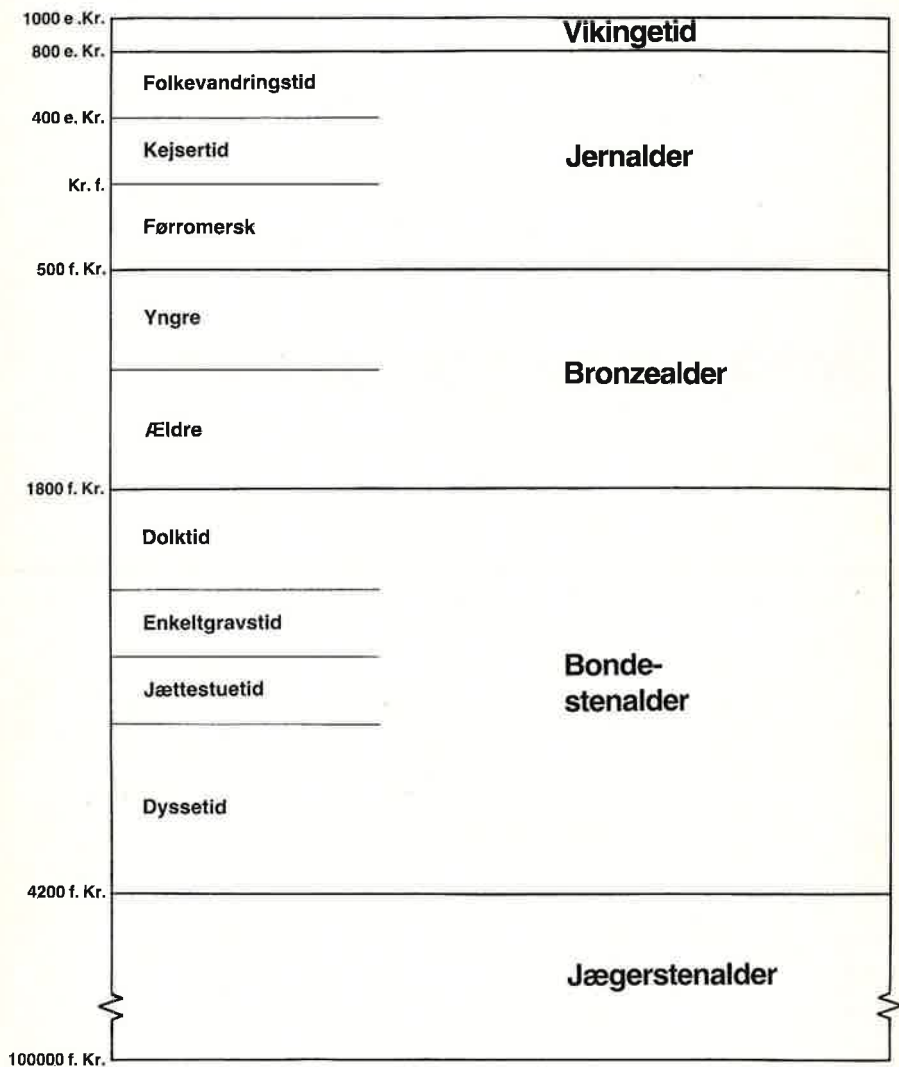 1000 e.Kr.
Vikingetid
800 e. Kr.
Folkevandringstid
400 e. Kr.
Kejsertid
Jernalder
Kr. f.
Førromersk
500 f. Kr.
Yngre
Bronzealder
Ældre
1800 f. Kr.
Dolktid
Enkeltgravstid
Bonde-
stenalder
Jættestuetid
Dyssetid
4200 f. Kr.
Jægerstenalder
100000 f. Kr.